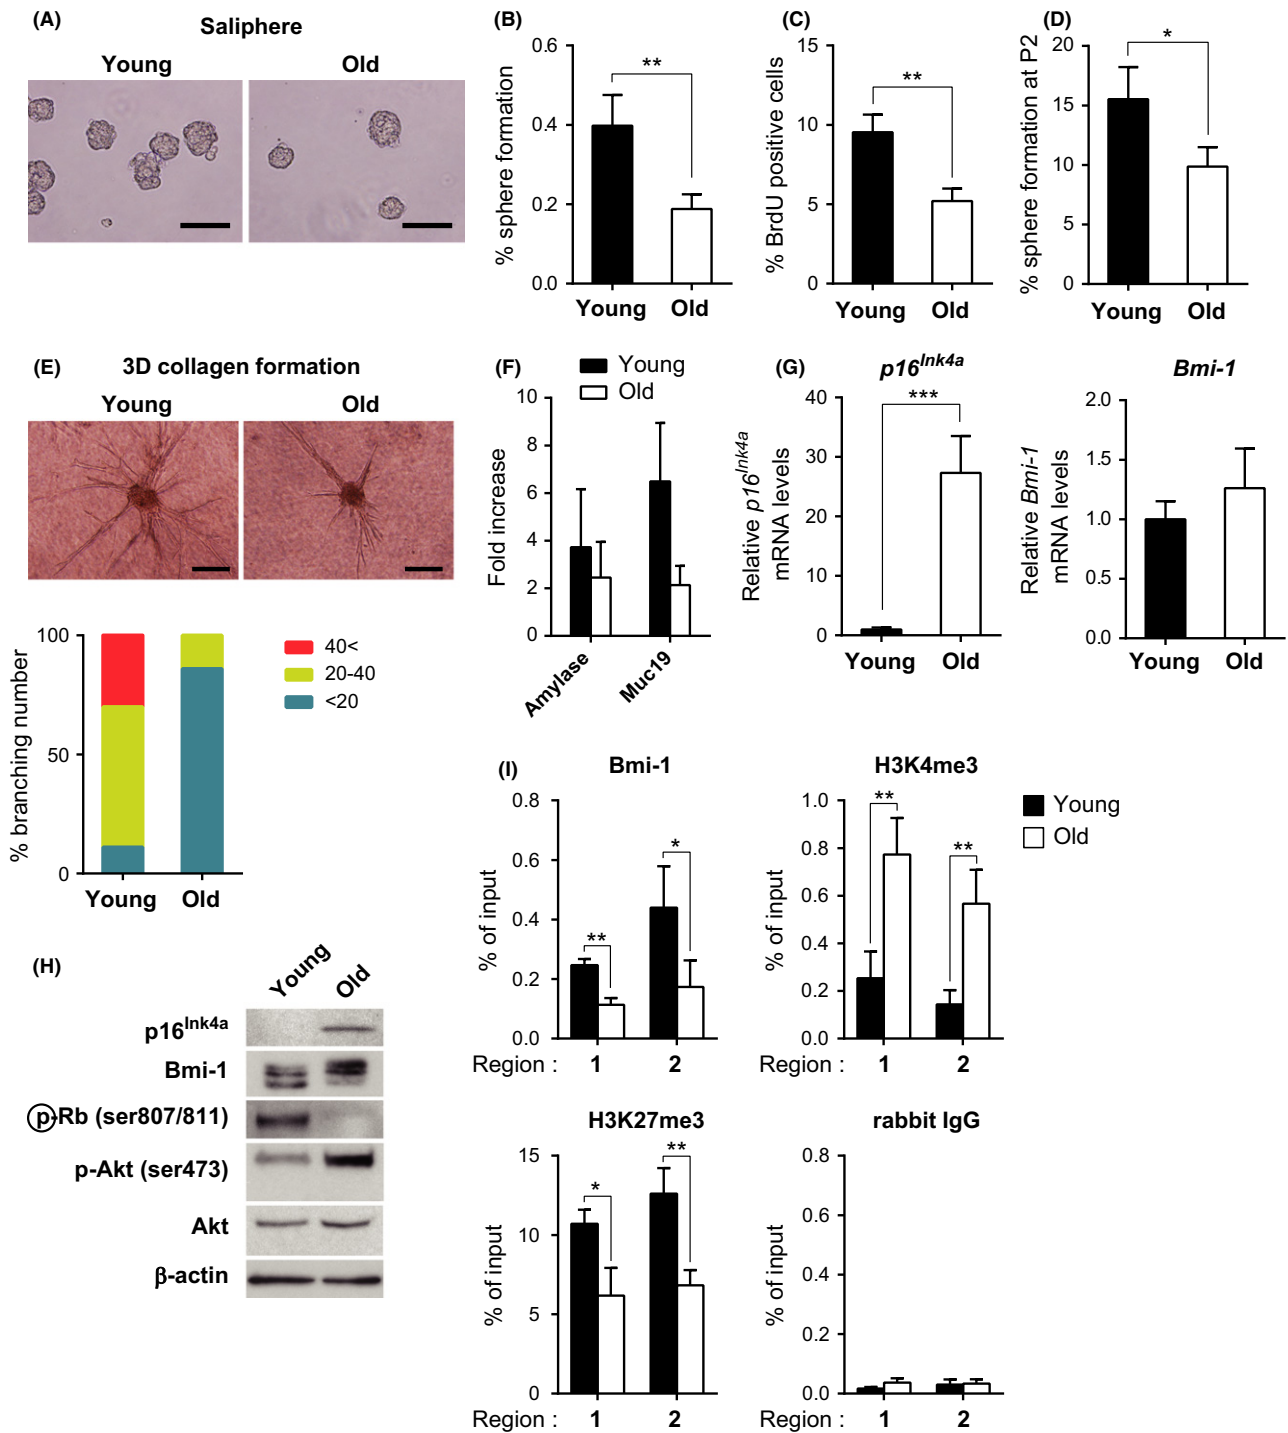 (A)
Saliphere
Young Old
(B)
% sphere formation
0.6
0.4
0.2
0.0
**
Young Old
(C)
% BrdU positive cells
15
10
5
0
**
Young Old
(D)
% sphere formation at P2
20
15
10
5
0
*
Young Old
(E)
3D collagen formation
Young Old
% branching number
100
50
0
Young Old
40<
20-40
<20
(F)
Young
Old
Fold increase
10
8
6
4
2
0
Amylase
Muc19
(G)
p16Ink4a
Relative p16Ink4a
mRNA levels
40
30
20
10
0
***
Young Old
Bmi-1
Relative Bmi-1
mRNA levels
2.0
1.5
1.0
0.5
0.0
Young Old
(H)
Young Old
p16Ink4a
Bmi-1
p-Rb (ser807/811)
p-Akt (ser473)
Akt
β-actin
(I)
Bmi-1
% of input
0.8
0.6
0.4
0.2
0.0
**
*
Region : 1 2
H3K4me3
% of input
1.0
0.8
0.6
0.4
0.2
0.0
**
**
Region : 1 2
Young
Old
H3K27me3
% of input
15
10
5
0
*
**
Region : 1 2
rabbit IgG
% of input
0.8
0.6
0.4
0.2
0.0
Region : 1 2